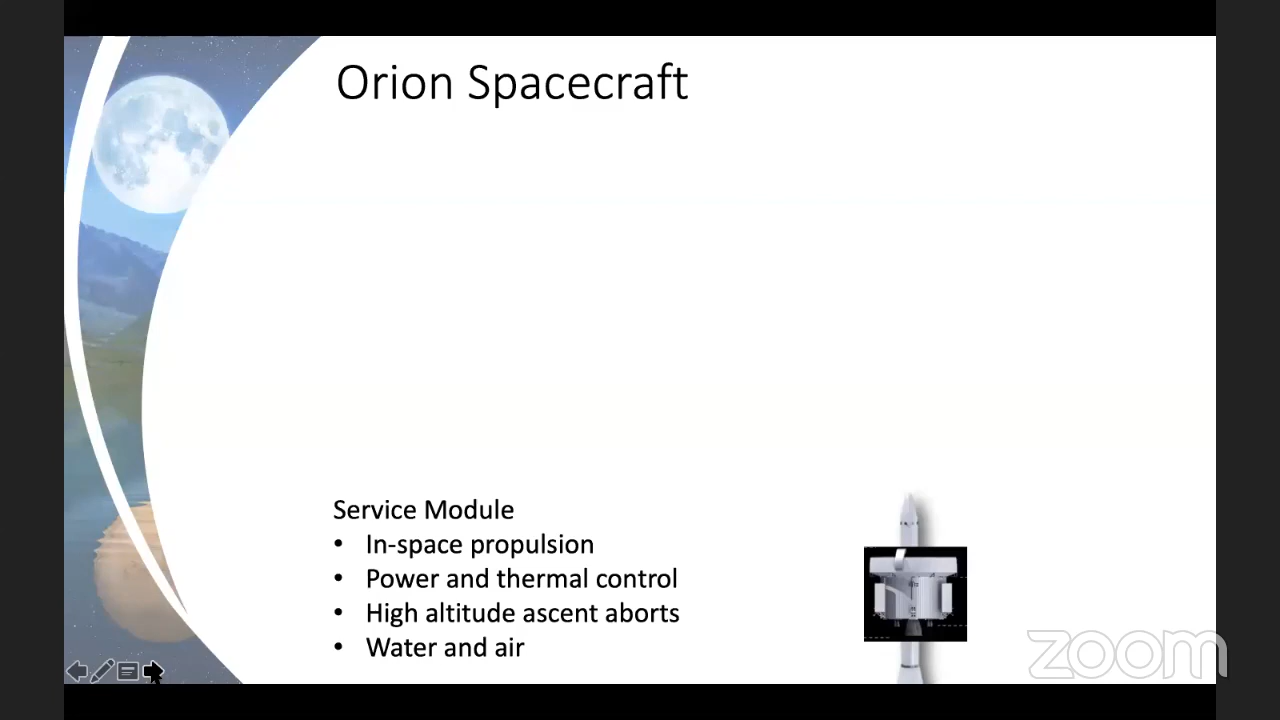 Orion Spacecraft
Service Module
• In-space propulsion
• Power and thermal control
• High altitude ascent aborts
• Water and air
zoom